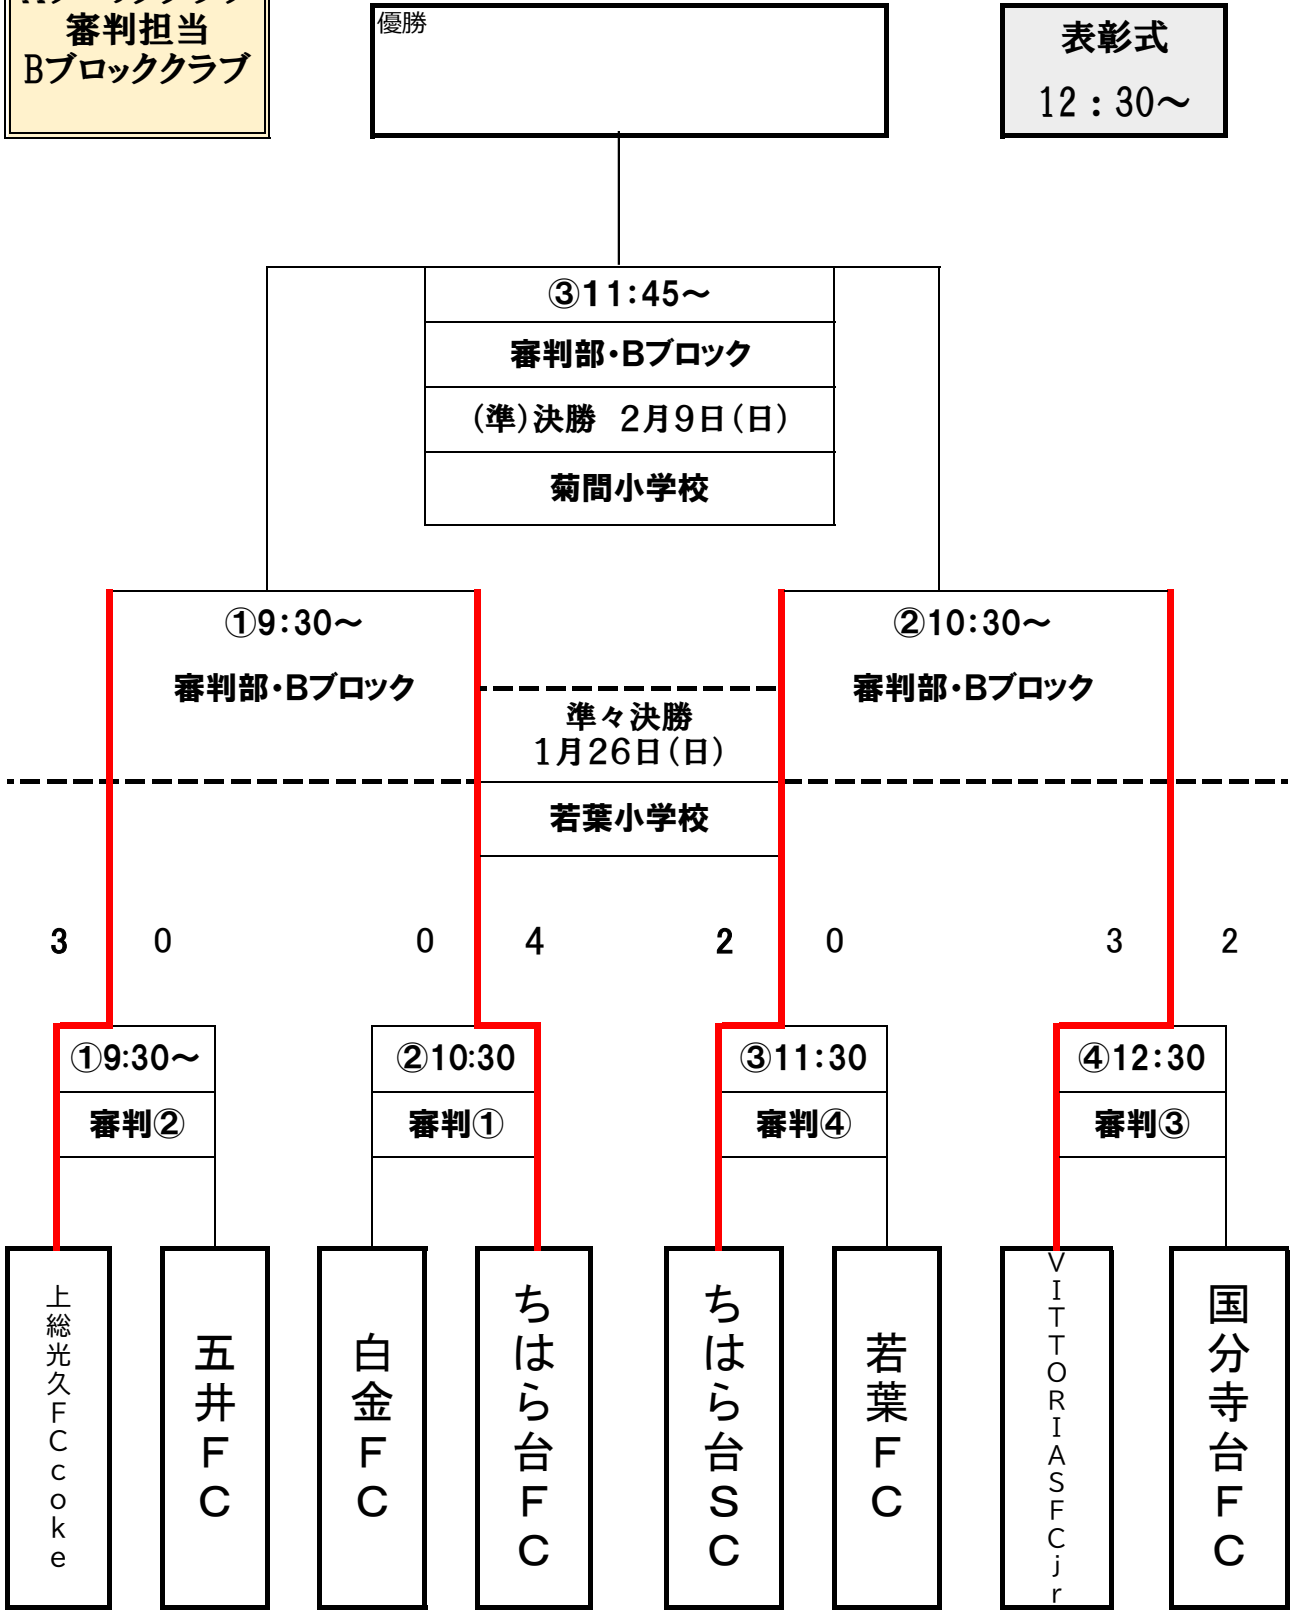 審判担当
Bブロッククラブ
優勝
表彰式
12：30～
③11:45～
審判部・Bブロック
(準)決勝 2月9日(日)
菊間小学校
①9:30～
審判部・Bブロック
②10:30～
審判部・Bブロック
準々決勝
1月26日(日)
若葉小学校
3 0 0 4 2 0 3 2
①9:30～
審判②
②10:30
審判①
③11:30
審判④
④12:30
審判③
上総光久FCcoke
五井FC
白金FC
ちはら台FC
ちはら台SC
若葉FC
VITTORIASFCjr
国分寺台FC